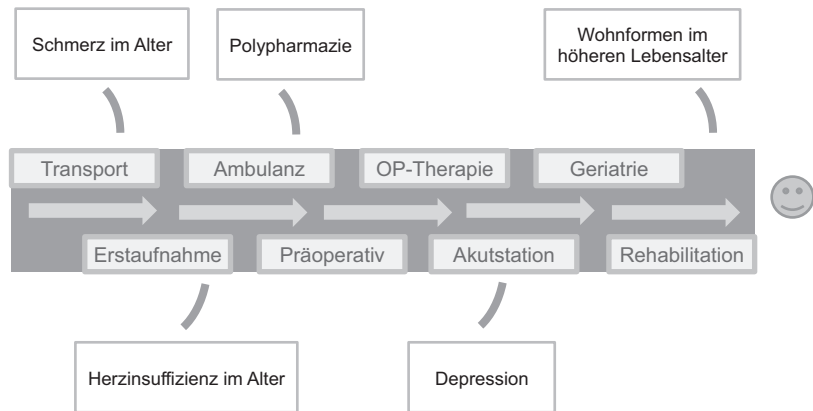 Schmerz im Alter
Polypharmazie
Wohnformen im
höheren Lebensalter
Transport
Ambulanz
OP-Therapie
Geriatrie
Erstaufnahme
Präoperativ
Akutstation
Rehabilitation
Herzinsuffizienz im Alter
Depression